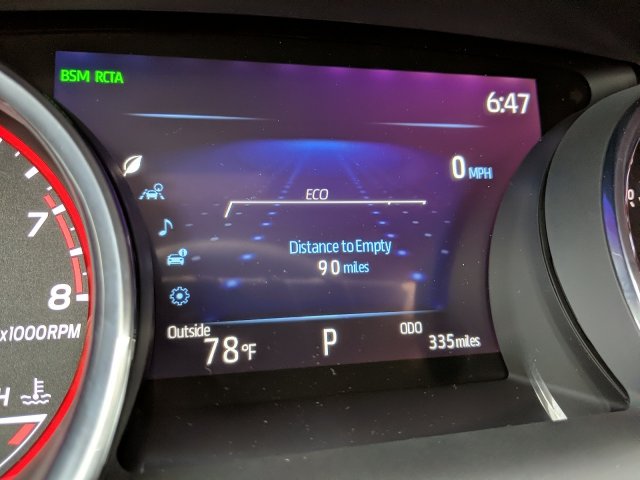 BSM RCTA
6:47
0 MPH
ECO
Distance to Empty
90 miles
Outside
78°F
P
ODO
335 miles
7
8
x1000RPM
H
0